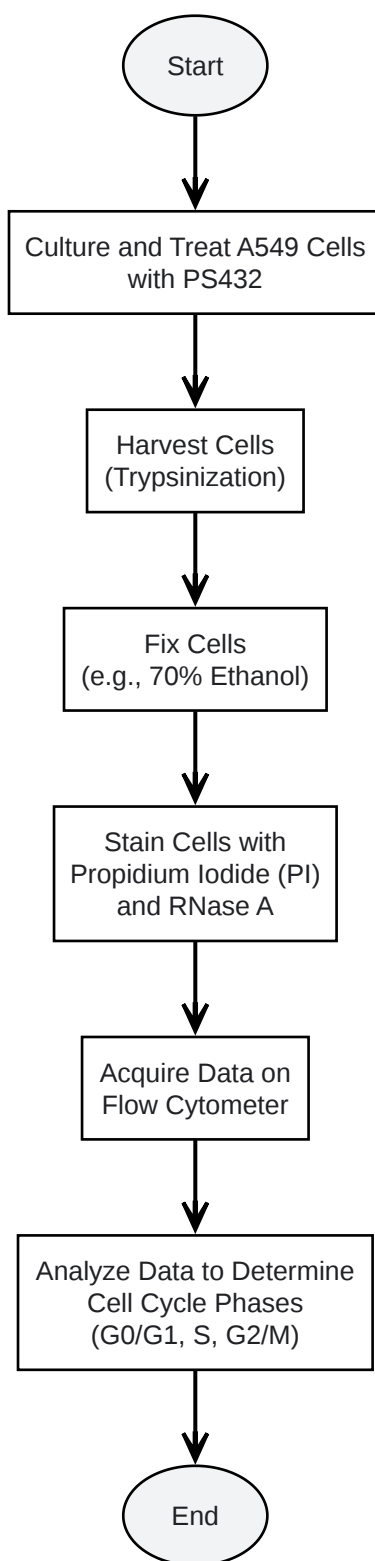 Start
Culture and Treat A549 Cells
with PS432
Harvest Cells
(Trypsinization)
Fix Cells
(e.g., 70% Ethanol)
Stain Cells with
Propidium Iodide (PI)
and RNase A
Acquire Data on
Flow Cytometer
Analyze Data to Determine
Cell Cycle Phases
(G0/G1, S, G2/M)
End